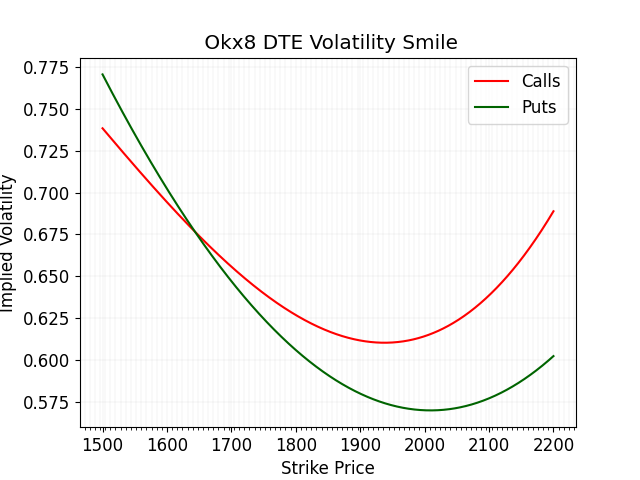 Okx8 DTE Volatility Smile
Calls
Puts
Implied Volatility
0.775
0.750
0.725
0.700
0.675
0.650
0.625
0.600
0.575
1500 1600 1700 1800 1900 2000 2100 2200
Strike Price